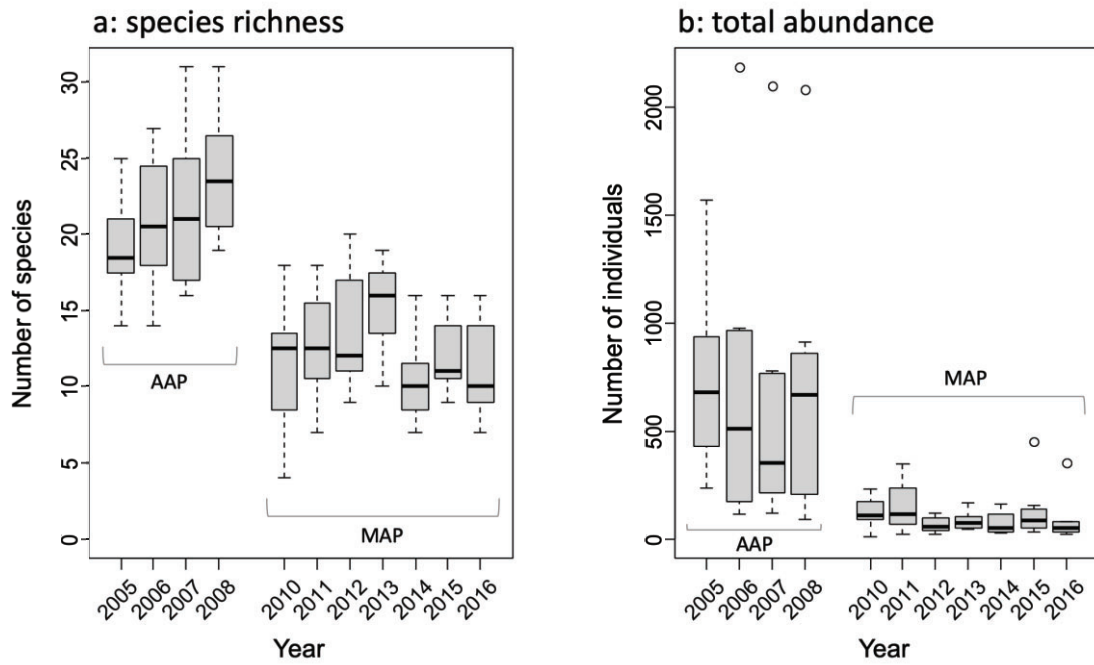 a: species richness
Number of species
30
25
20
15
10
5
0
AAP
MAP
2005 2006 2007 2008 2010 2011 2012 2013 2014 2015 2016
Year
b: total abundance
Number of individuals
2000
1500
1000
500
0
MAP
AAP
2005 2006 2007 2008 2010 2011 2012 2013 2014 2015 2016
Year